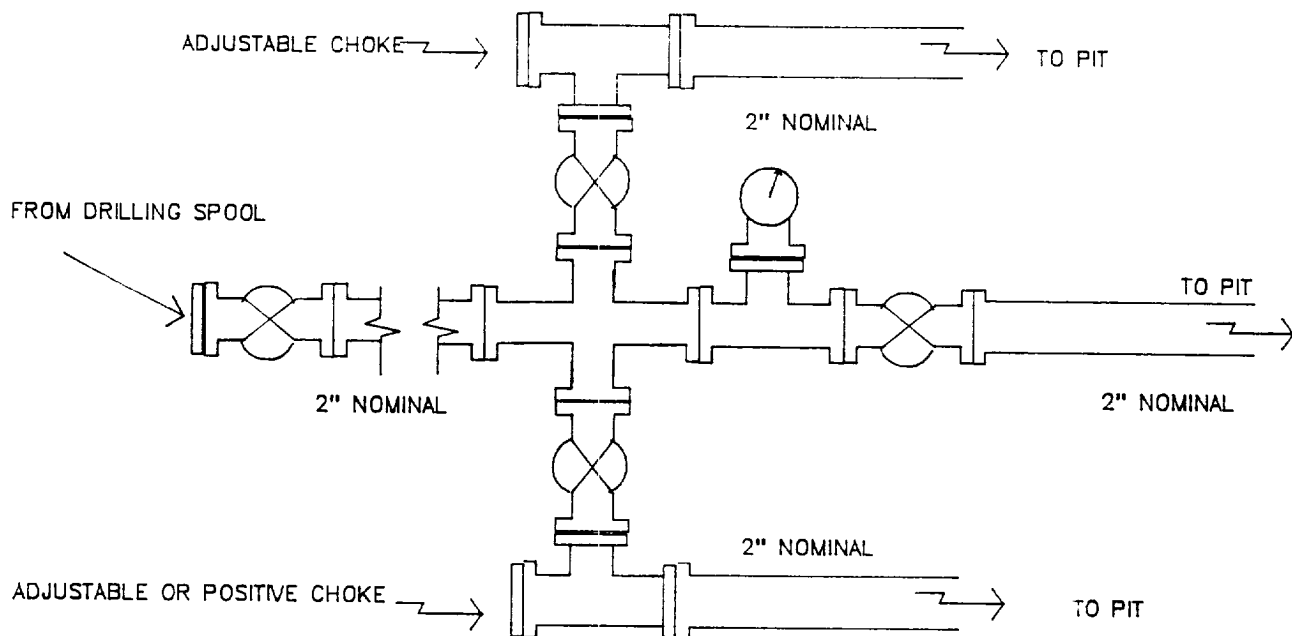 ADJUSTABLE CHOKE
TO PIT
2" NOMINAL
FROM DRILLING SPOOL
TO PIT
2" NOMINAL
2" NOMINAL
2" NOMINAL
ADJUSTABLE OR POSITIVE CHOKE
TO PIT